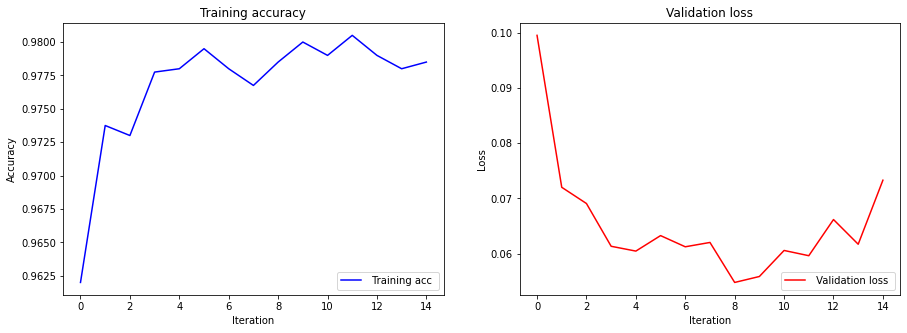 Training accuracy
Accuracy
0.9800
0.9775
0.9750
0.9725
0.9700
0.9675
0.9650
0.9625
0 2 4 6 8 10 12 14
Iteration
Training acc
Validation loss
Loss
0.10
0.09
0.08
0.07
0.06
0 2 4 6 8 10 12 14
Iteration
Validation loss